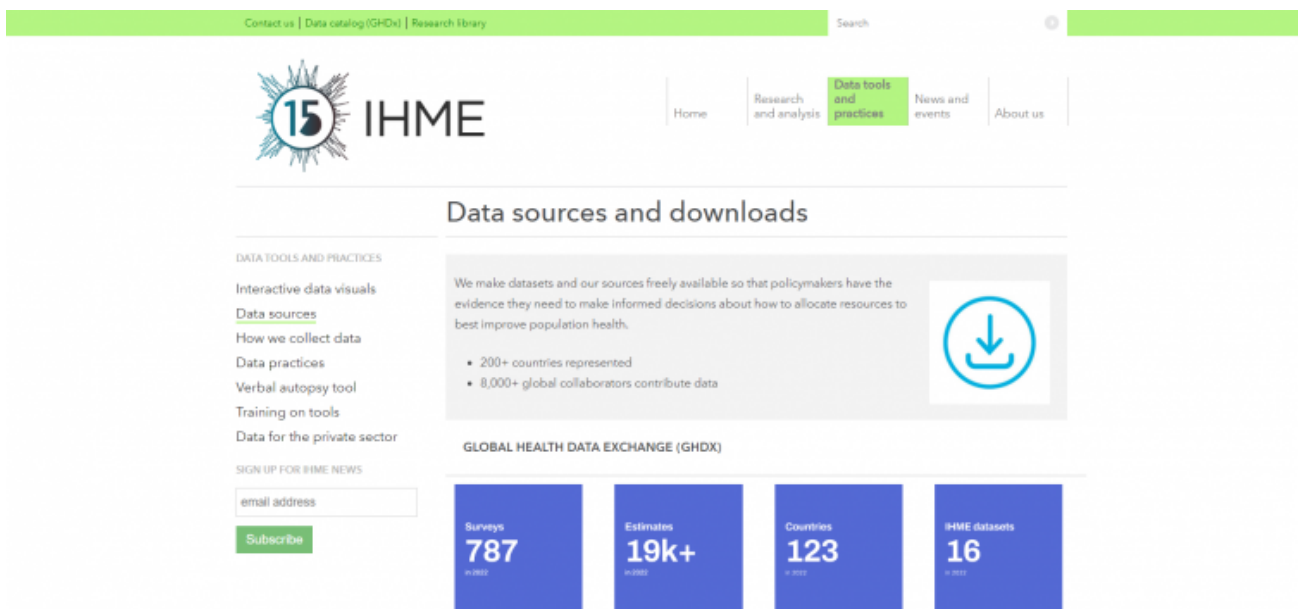 Contact us | Data catalog (GHDx) | Research library
Search
15 IHME
Home
Research
and analysis
Data tools
and
practices
News and
events
About us
Data sources and downloads
DATA TOOLS AND PRACTICES
Interactive data visuals
Data sources
How we collect data
Data practices
Verbal autopsy tool
Training on tools
Data for the private sector
SIGN UP FOR IHME NEWS
email address
Subscribe
We make datasets and our sources freely available so that policymakers have the
evidence they need to make informed decisions about how to allocate resources to
best improve population health.
• 200+ countries represented
• 8,000+ global collaborators contribute data
GLOBAL HEALTH DATA EXCHANGE (GHDX)
Surveys
787
in 2022
Estimates
19k+
in 2022
Countries
123
in 2022
IHME datasets
16
in 2022